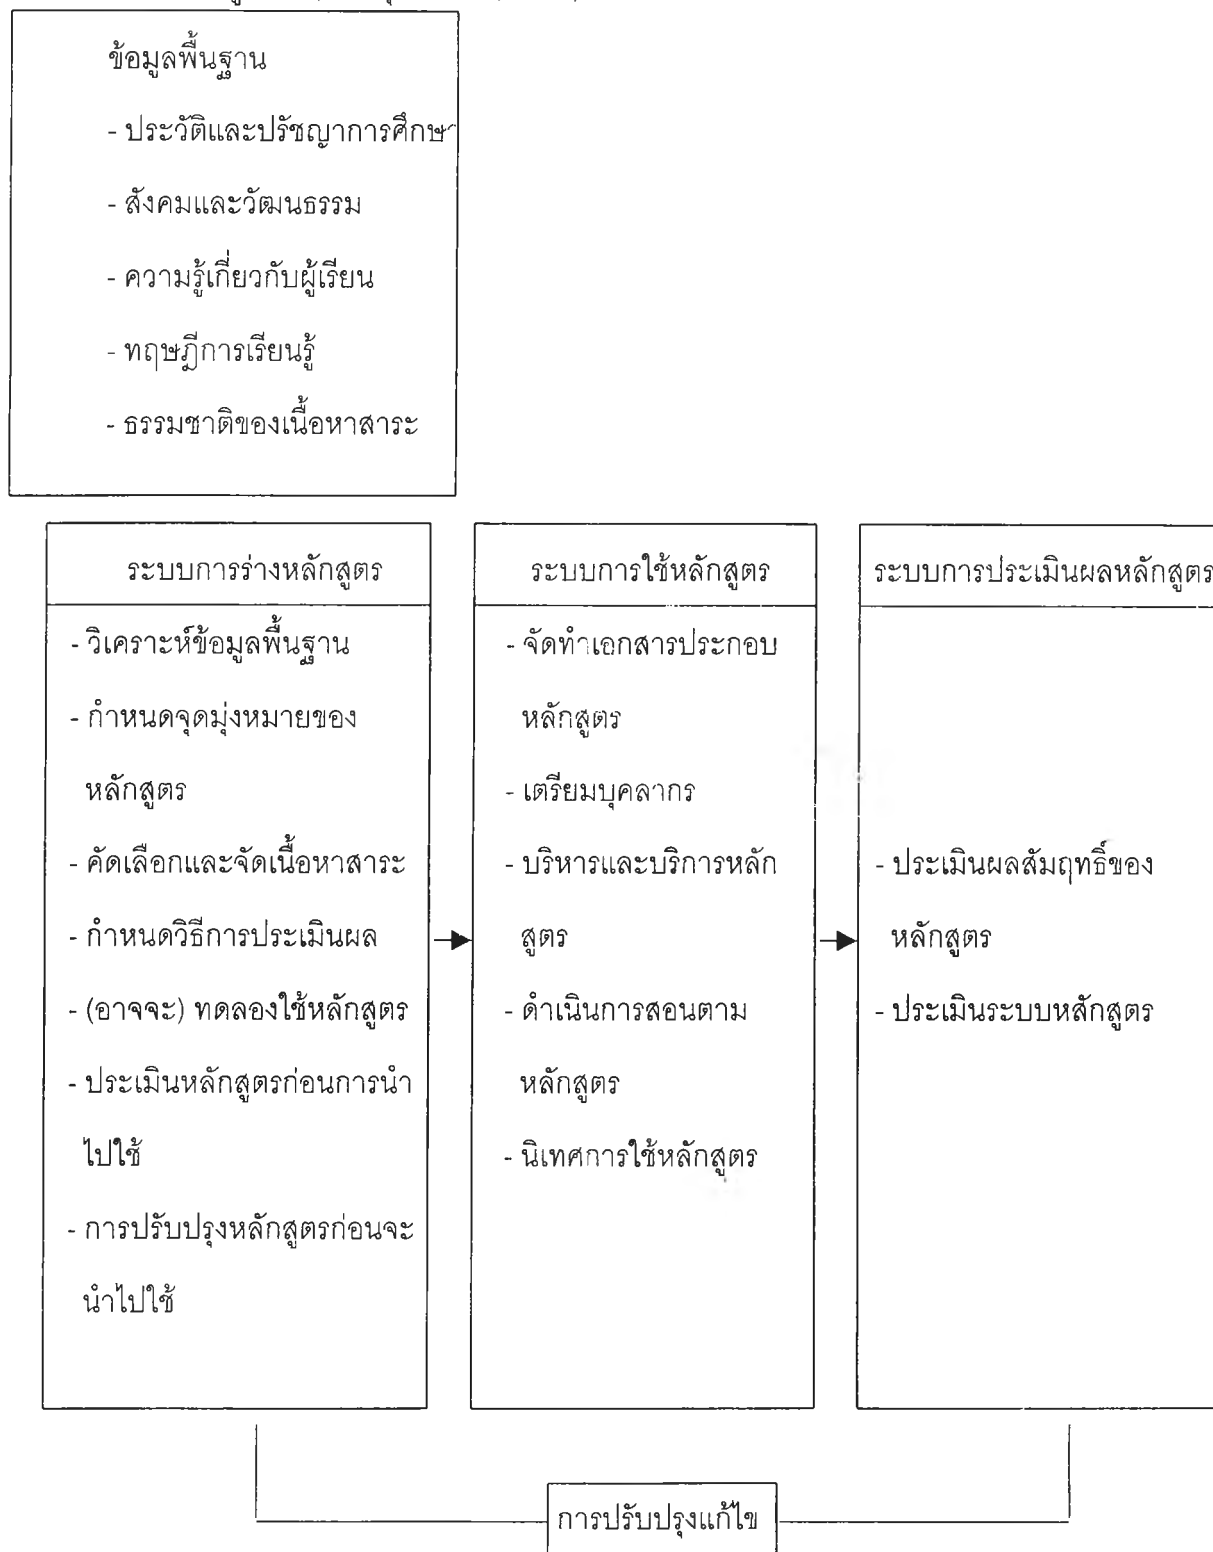 ข้อมูลพื้นฐาน
- ประวัติและปรัชญาการศึกษา
- สังคมและวัฒนธรรม
- ความรู้เกี่ยวกับผู้เรียน
- ทฤษฎีการเรียนรู้
- ธรรมชาติของเนื้อหาสาระ
ระบบการร่างหลักสูตร
- วิเคราะห์ข้อมูลพื้นฐาน
- กำหนดจุดมุ่งหมายของ
หลักสูตร
- คัดเลือกและจัดเนื้อหาสาระ
- กำหนดวิธีการประเมินผล
- (อาจจะ) ทดลองใช้หลักสูตร
- ประเมินหลักสูตรก่อนการนำ
ไปใช้
- การปรับปรุงหลักสูตรก่อนจะ
นำไปใช้
ระบบการใช้หลักสูตร
- จัดทำเอกสารประกอบ
หลักสูตร
- เตรียมบุคลากร
- บริหารและบริการหลัก
สูตร
- ดำเนินการสอนตาม
หลักสูตร
- นิเทศการใช้หลักสูตร
ระบบการประเมินผลหลักสูตร
- ประเมินผลสัมฤทธิ์ของ
หลักสูตร
- ประเมินระบบหลักสูตร
การปรับปรุงแก้ไข